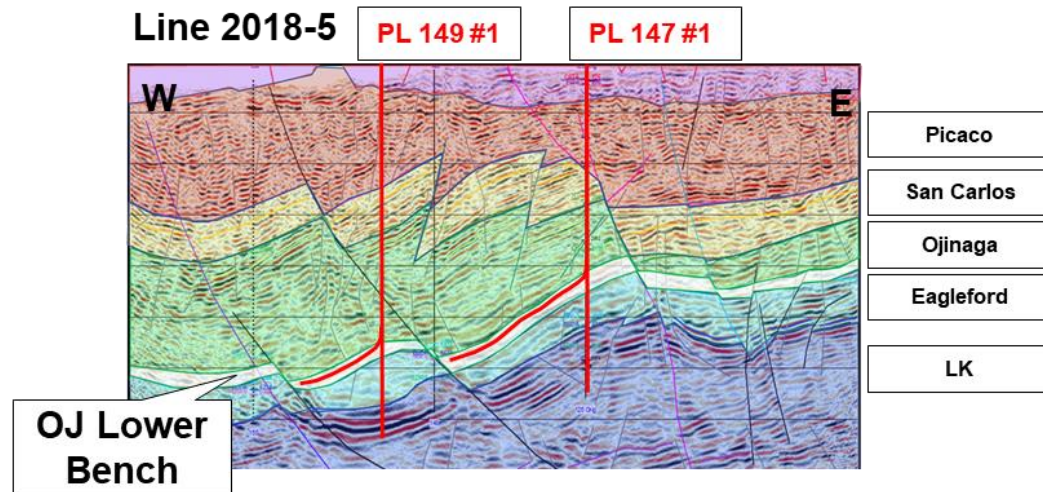 Line 2018-5
PL 149 #1
PL 147 #1
W
E
Picaco
San Carlos
Ojinaga
Eagleford
LK
OJ Lower
Bench